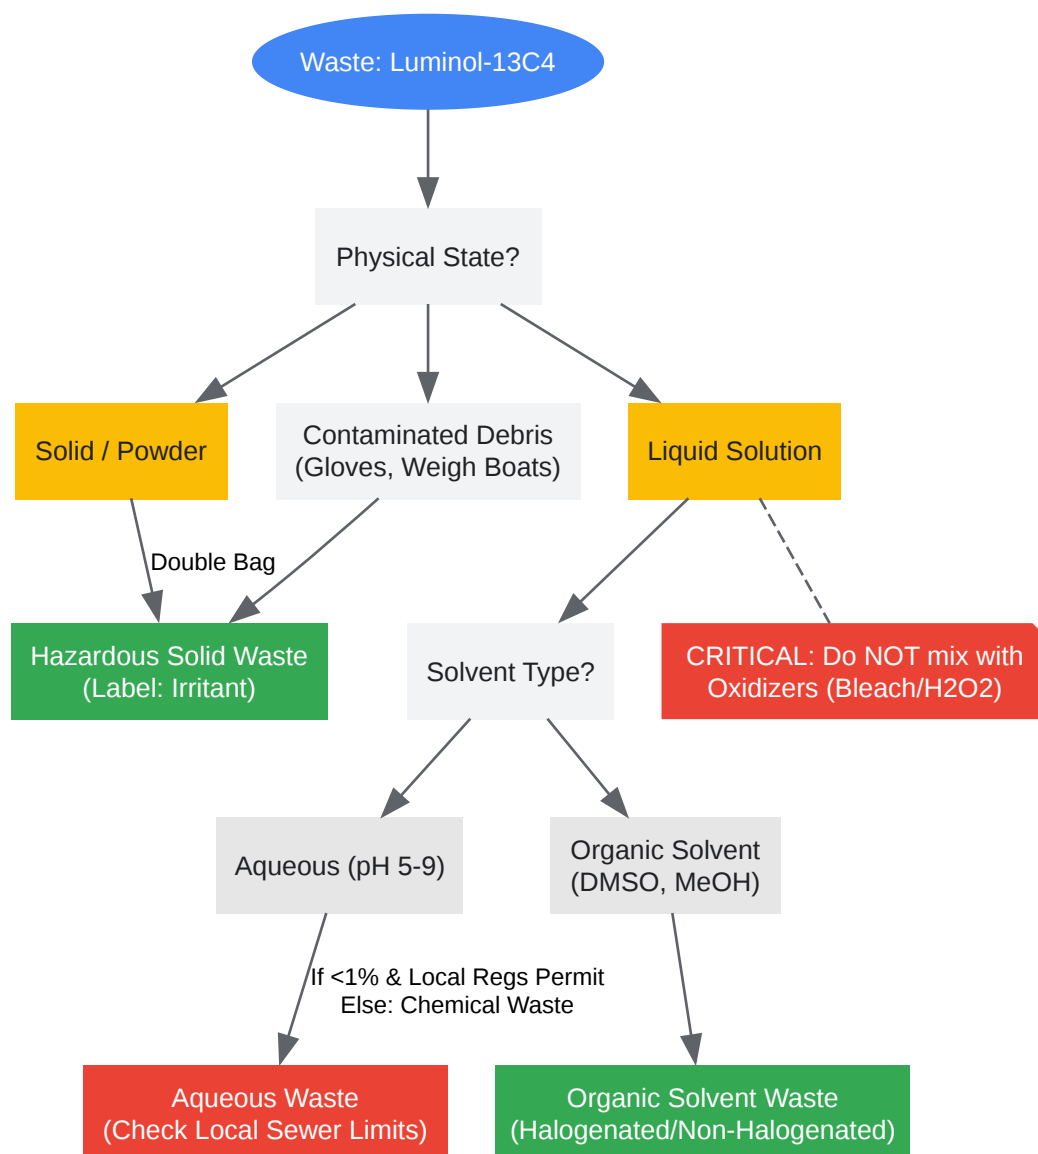 Waste: Luminol-13C4
Physical State?
Solid / Powder
Contaminated Debris
(Gloves, Weigh Boats)
Liquid Solution
Double Bag
Hazardous Solid Waste
(Label: Irritant)
Solvent Type?
CRITICAL: Do NOT mix with
Oxidizers (Bleach/H2O2)
Aqueous (pH 5-9)
Organic Solvent
(DMSO, MeOH)
If <1% & Local Regs Permit
Else: Chemical Waste
Aqueous Waste
(Check Local Sewer Limits)
Organic Solvent Waste
(Halogenated/Non-Halogenated)